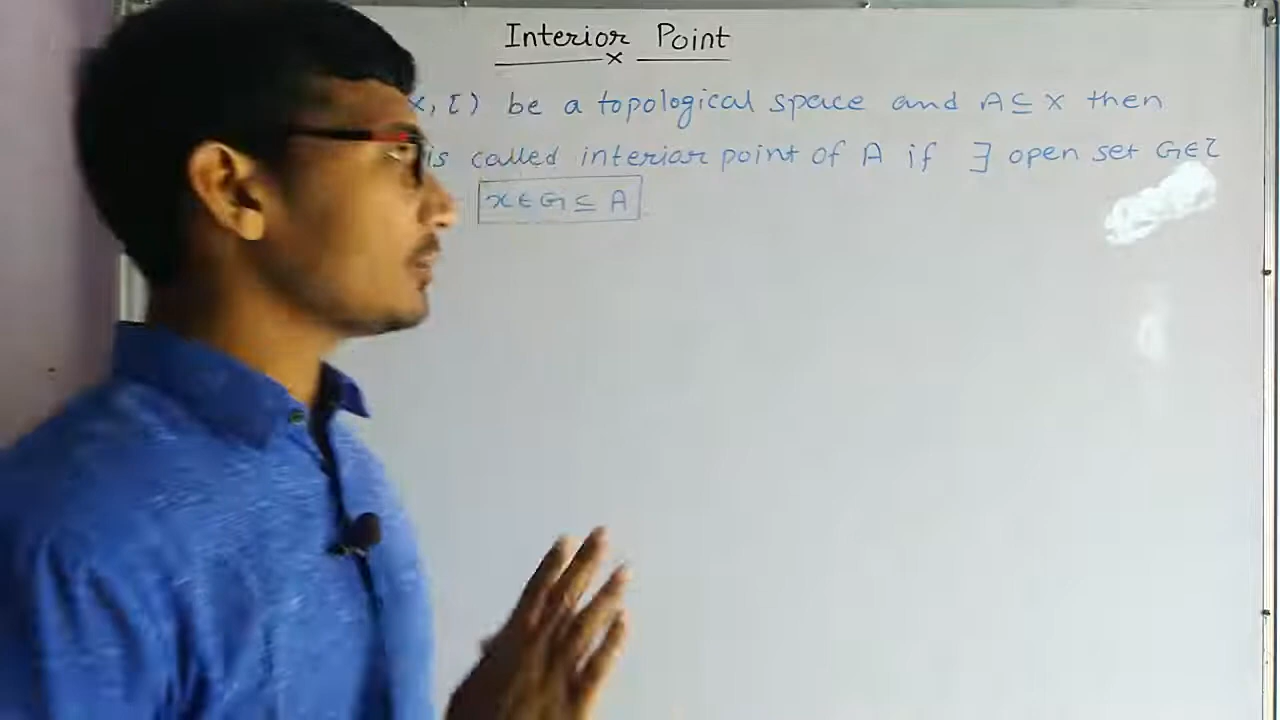 Interior Point
x, τ) be a topological space and A ⊆ X then
is called interior point of A if ∃ open set G∈τ
x ∈ G ⊆ A